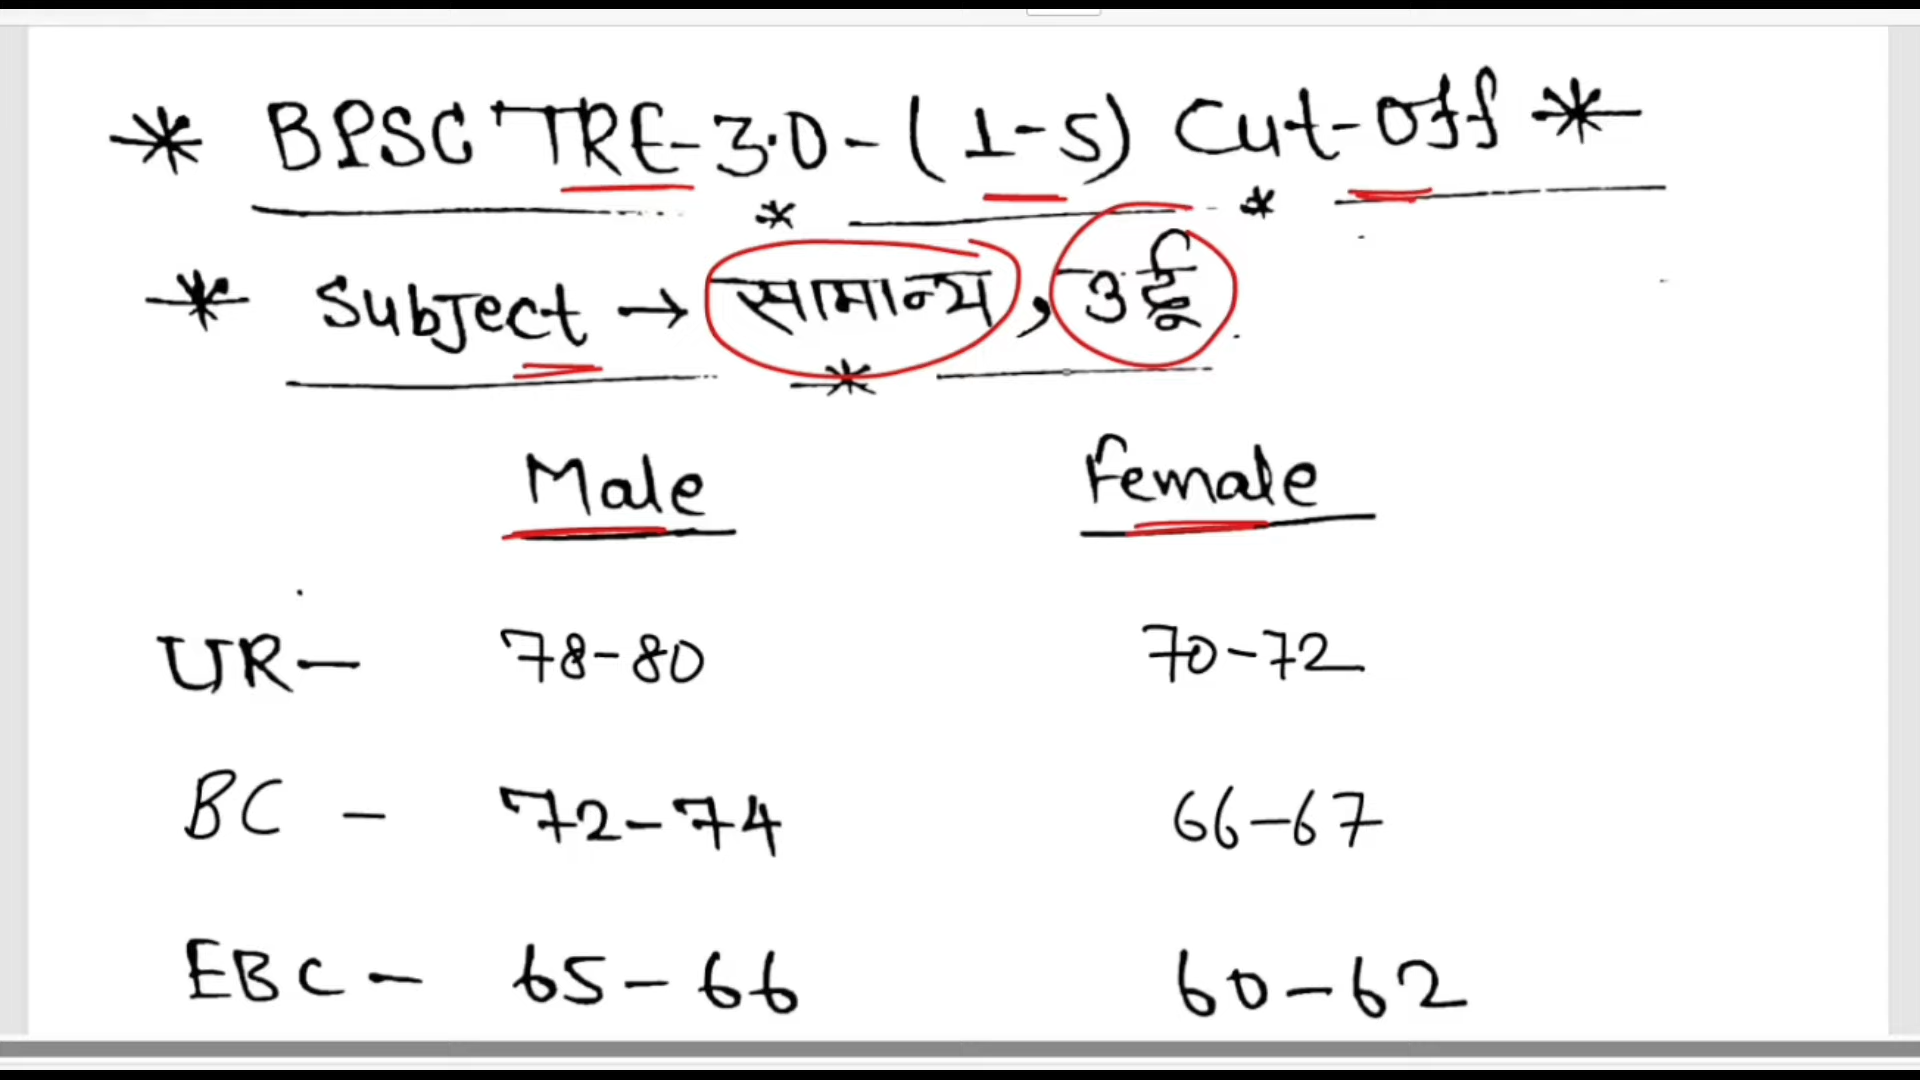 * BPSC TRE-3.0-(1-5) Cut-Off *
* Subject → सामान्य, उर्दू
Male Female
UR- 78-80 70-72
BC - 72-74 66-67
EBC - 65-66 60-62